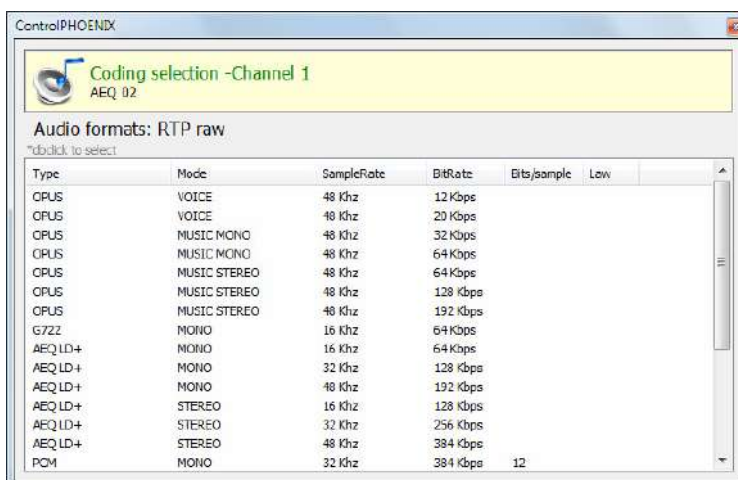 ControlPHOENIX
Coding selection -Channel 1
AEQ 02
Audio formats: RTP raw
*dbclick to select
Type Mode SampleRate BitRate Bits/sample Law
OPUS VOICE 48 Khz 12 Kbps
OPUS VOICE 48 Khz 20 Kbps
OPUS MUSIC MONO 48 Khz 32 Kbps
OPUS MUSIC MONO 48 Khz 64 Kbps
OPUS MUSIC STEREO 48 Khz 64 Kbps
OPUS MUSIC STEREO 48 Khz 128 Kbps
OPUS MUSIC STEREO 48 Khz 192 Kbps
G722 MONO 16 Khz 64 Kbps
AEQ LD+ MONO 16 Khz 64 Kbps
AEQ LD+ MONO 32 Khz 128 Kbps
AEQ LD+ MONO 48 Khz 192 Kbps
AEQ LD+ STEREO 16 Khz 128 Kbps
AEQ LD+ STEREO 32 Khz 256 Kbps
AEQ LD+ STEREO 48 Khz 384 Kbps
PCM MONO 32 Khz 384 Kbps 12